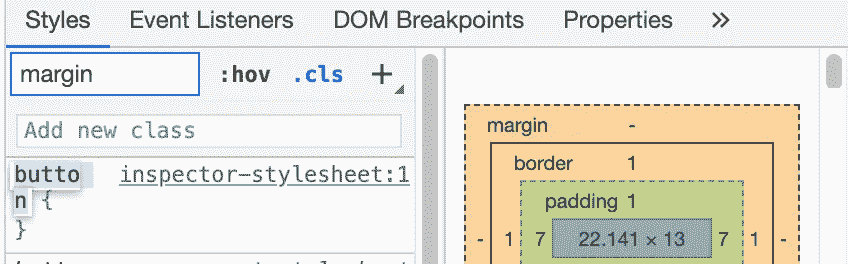 Styles Event Listeners DOM Breakpoints Properties »
margin :hov .cls +
Add new class
butto inspector-stylesheet:1
n {
}
margin -
border 1
padding 1
- 1 7 22.141 × 13 7 1 -